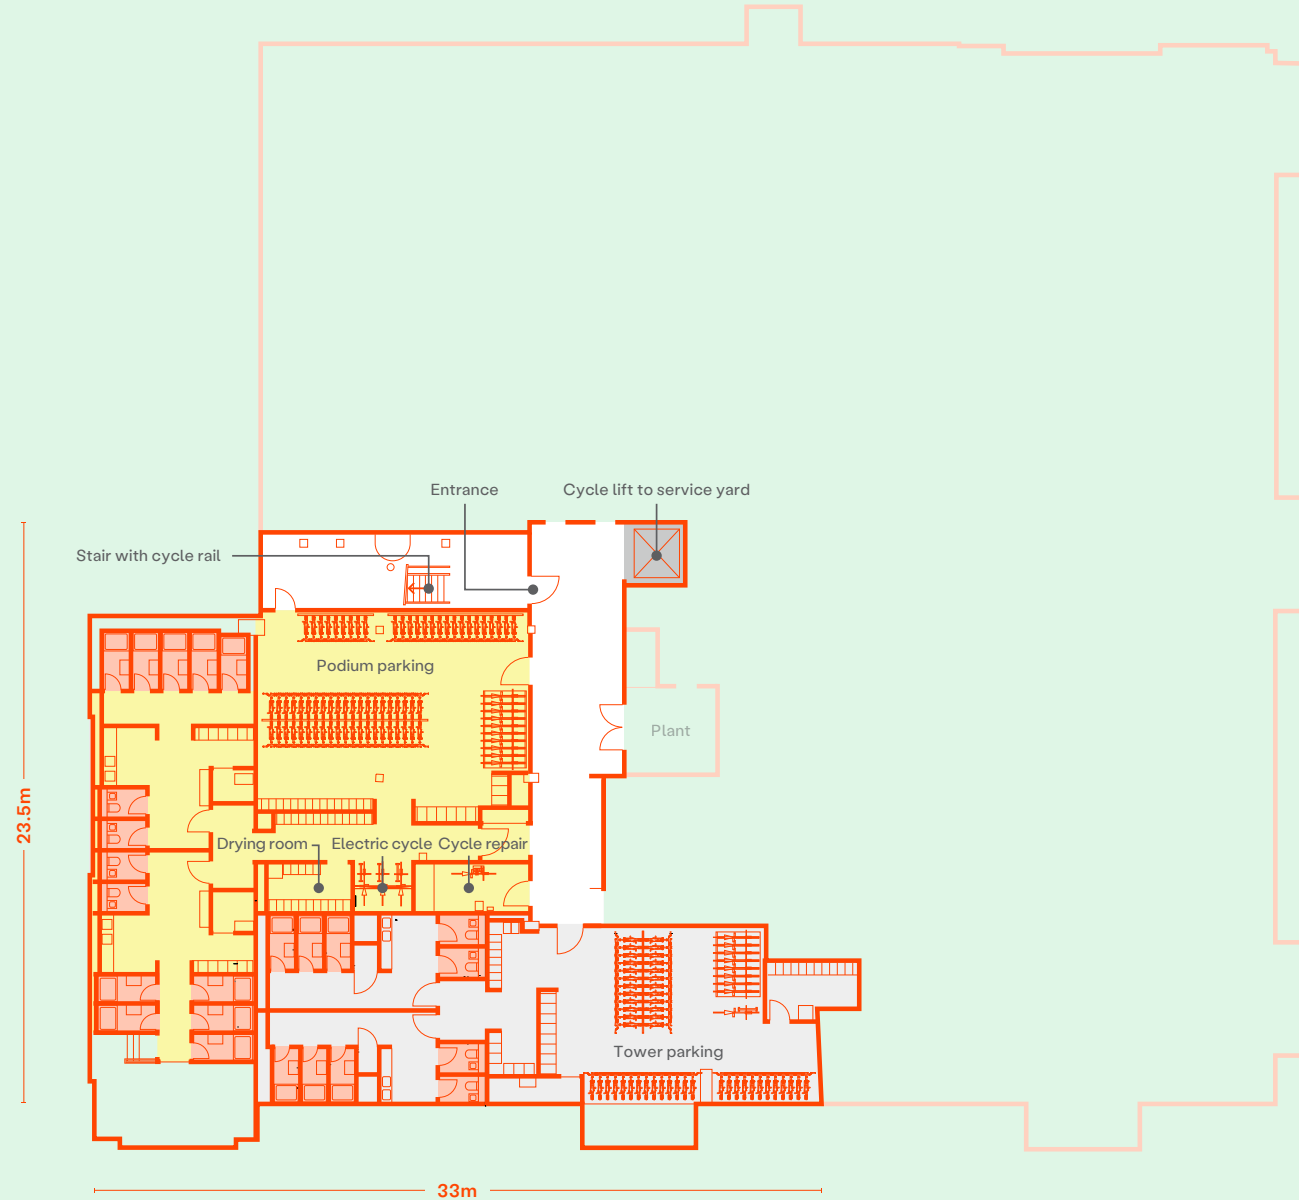 Entrance
Cycle lift to service yard
Stair with cycle rail
Podium parking
Plant
23.5m
Drying room
Electric cycle
Cycle repair
Tower parking
33m